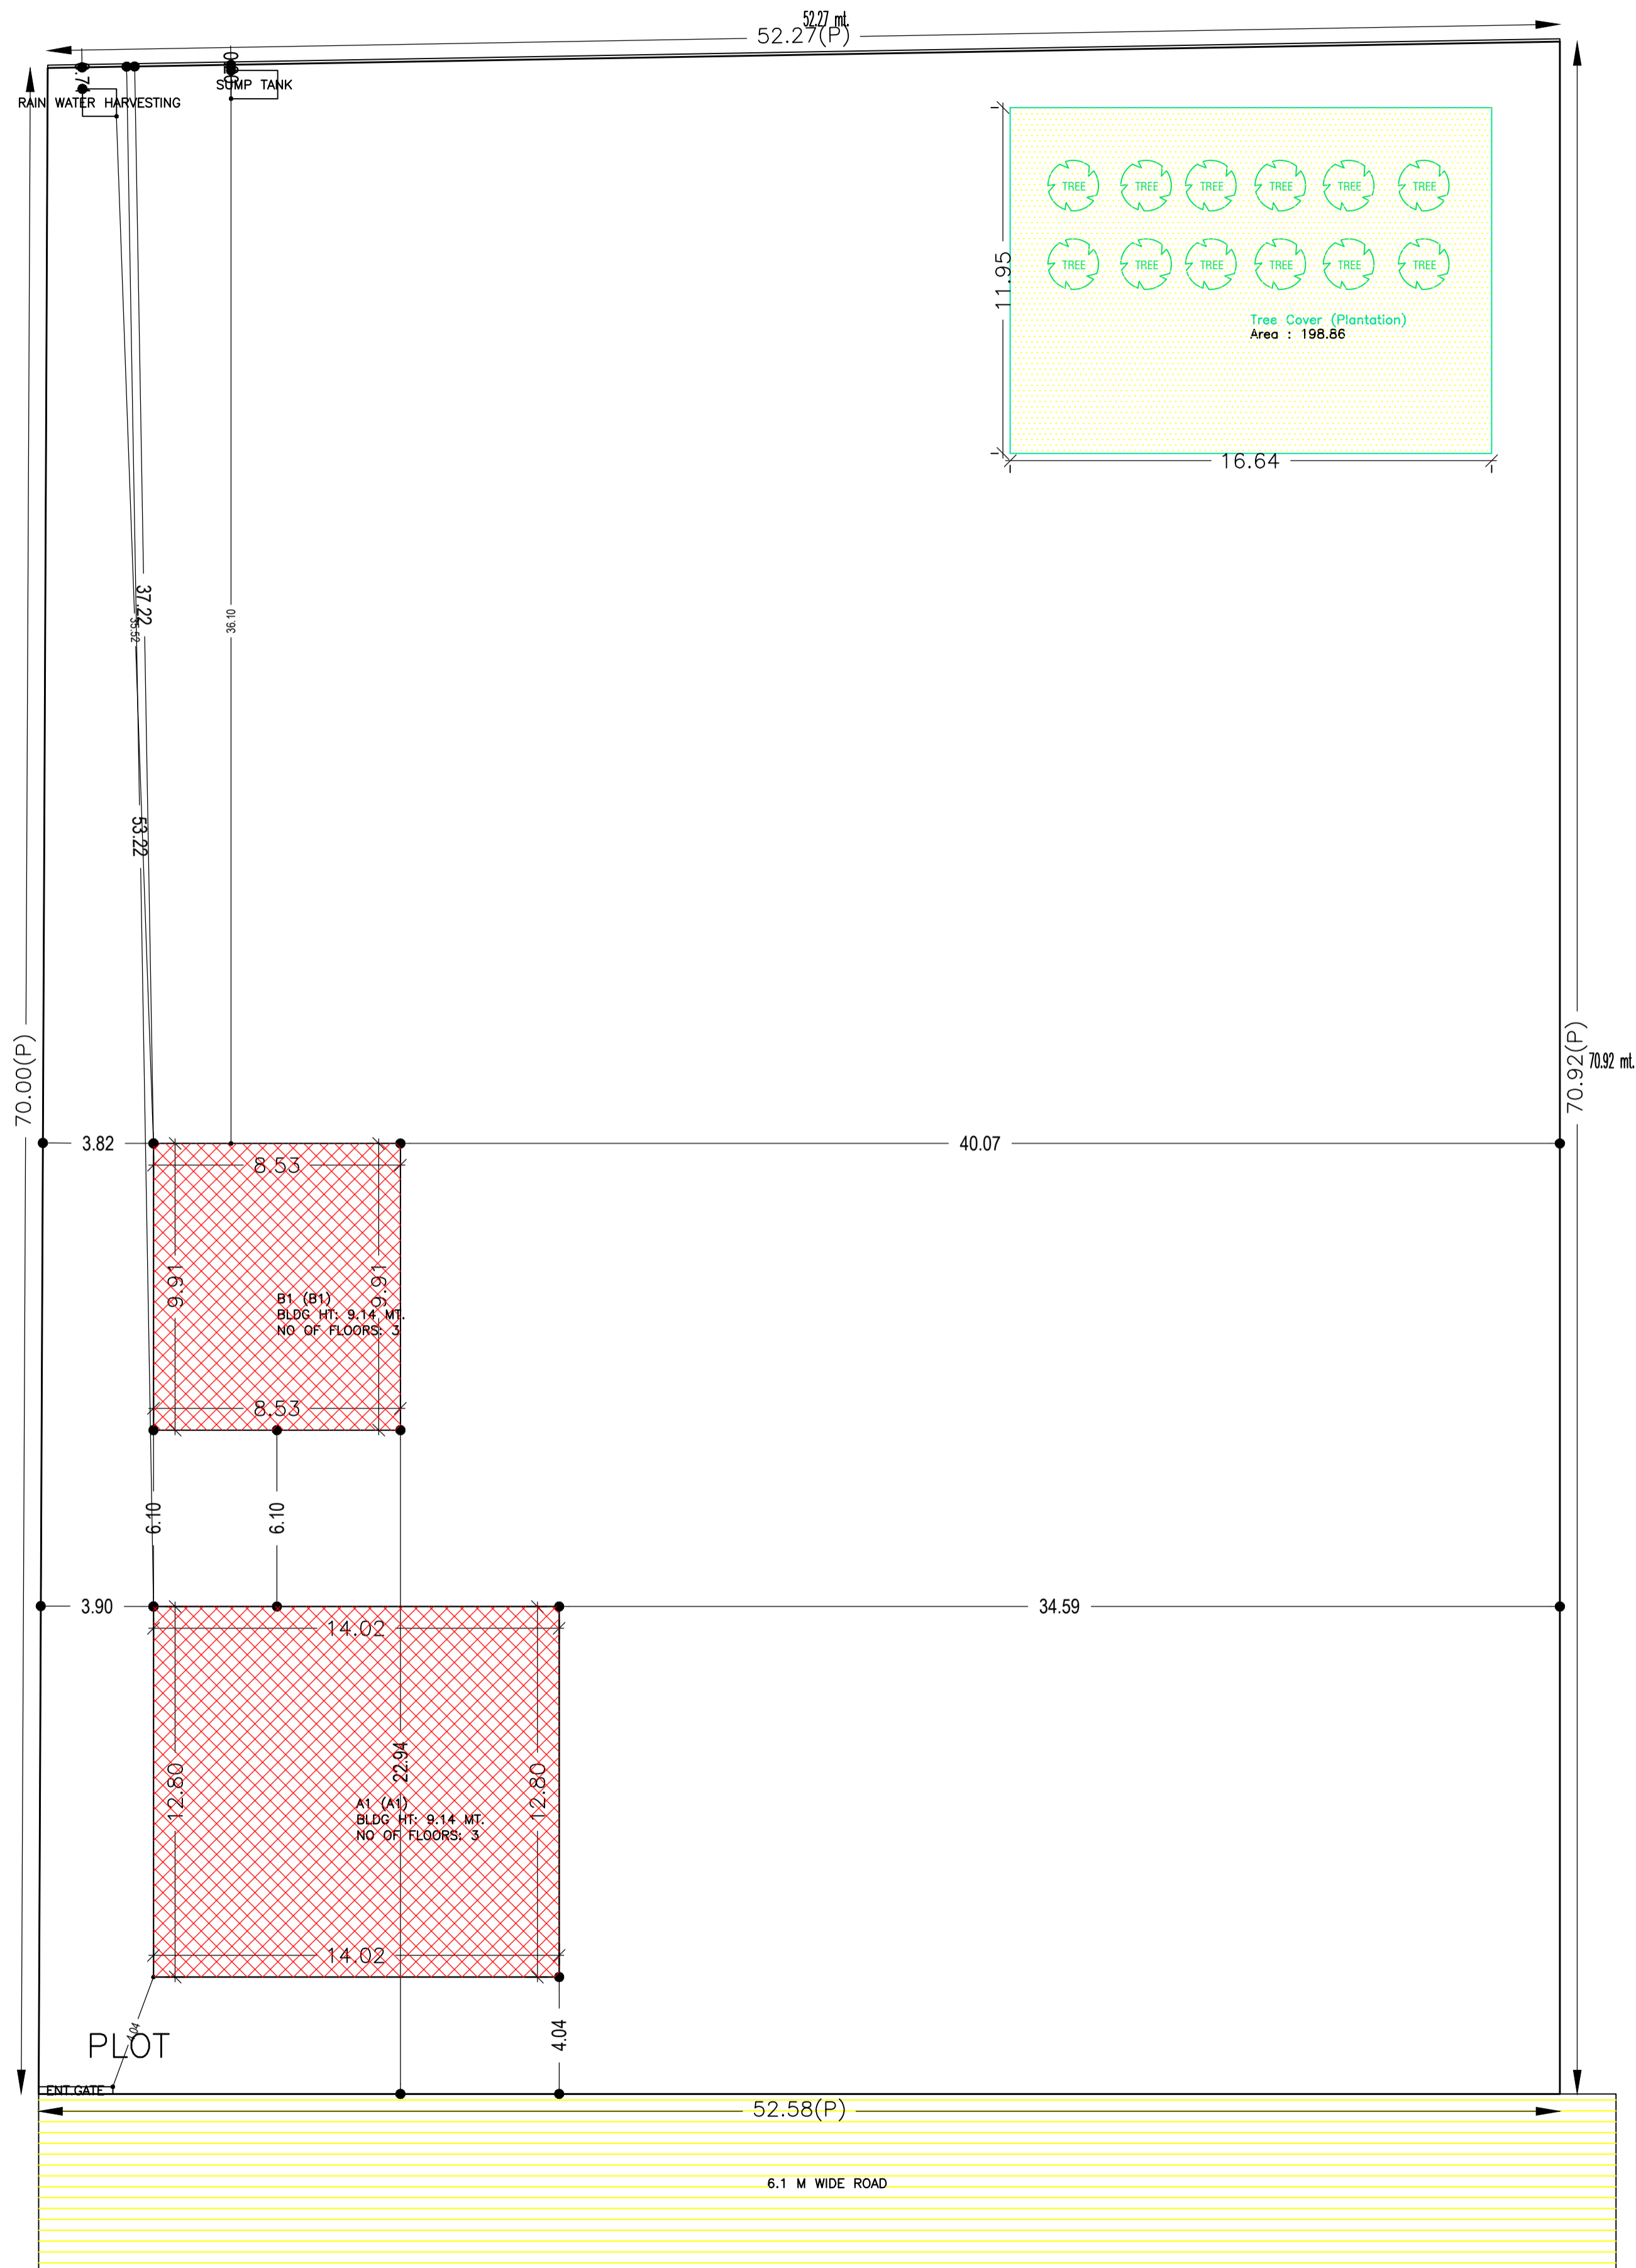 52.27 mt.
52.27(P)
SUMP TANK
RAIN WATER HARVESTING
TREE TREE TREE TREE TREE TREE
TREE TREE TREE TREE TREE TREE
11.95
Tree Cover (Plantation)
Area : 198.86
16.64
37.22
35.52
36.10
53.22
70.00(P)
70.92(P)
70.92 mt.
3.82
40.07
8.53
9.91
9.91
B1 (B1)
BLDG HT: 9.14 MT.
NO OF FLOORS: 3
8.53
6.10
6.10
3.90
34.59
14.02
22.94
12.80
12.80
A1 (A1)
BLDG HT: 9.14 MT.
NO OF FLOORS: 3
14.02
4.04
4.04
PLOT
ENT.GATE
52.58(P)
6.1 M WIDE ROAD